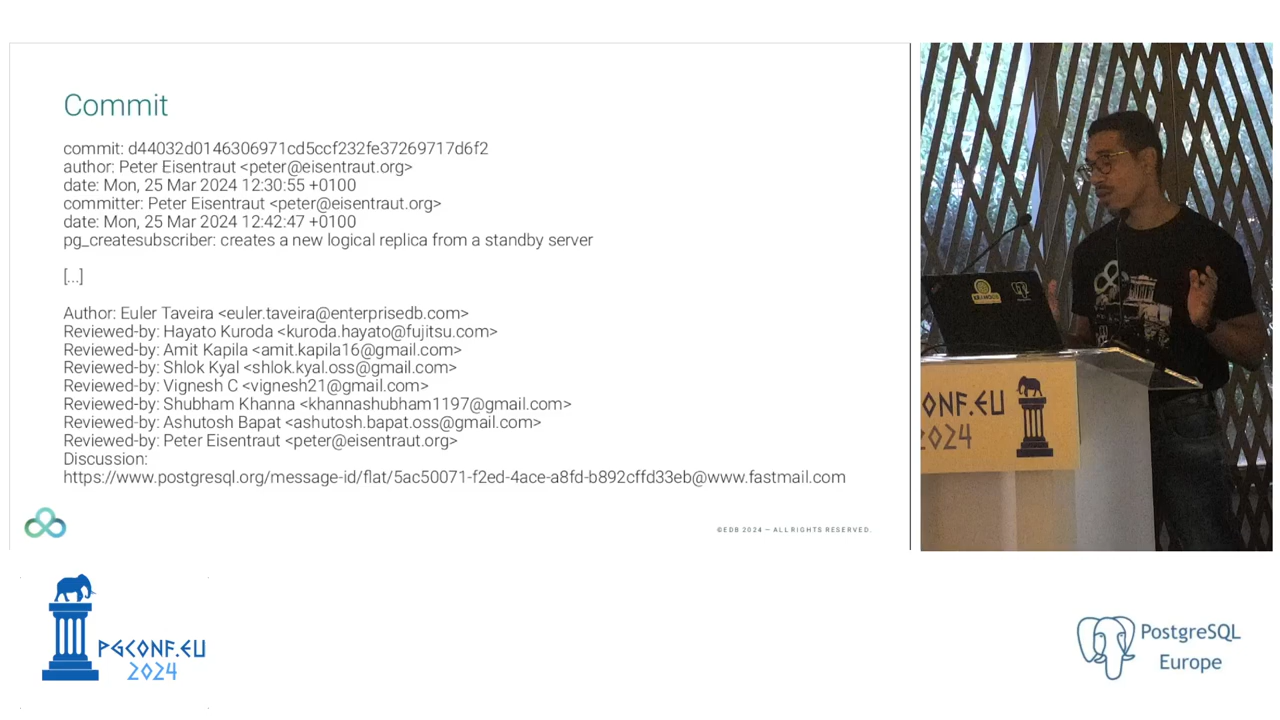 Commit
commit: d44032d0146306971cd5ccf232fe37269717d6f2
author: Peter Eisentraut <peter@eisentraut.org>
date: Mon, 25 Mar 2024 12:30:55 +0100
committer: Peter Eisentraut <peter@eisentraut.org>
date: Mon, 25 Mar 2024 12:42:47 +0100
pg_createsubscriber: creates a new logical replica from a standby server
[...]
Author: Euler Taveira <euler.taveira@enterprisedb.com>
Reviewed-by: Hayato Kuroda <kuroda.hayato@fujitsu.com>
Reviewed-by: Amit Kapila <amit.kapila16@gmail.com>
Reviewed-by: Shlok Kyal <shlok.kyal.oss@gmail.com>
Reviewed-by: Vignesh C <vignesh21@gmail.com>
Reviewed-by: Shubham Khanna <khannashubham1197@gmail.com>
Reviewed-by: Ashutosh Bapat <ashutosh.bapat.oss@gmail.com>
Reviewed-by: Peter Eisentraut <peter@eisentraut.org>
Discussion:
https://www.postgresql.org/message-id/flat/5ac50071-f2ed-4ace-a8fd-b892cffd33eb@www.fastmail.com
©EDB 2024 — ALL RIGHTS RESERVED.
ONF.EU
2024
PGCONF.EU
2024
PostgreSQL
Europe